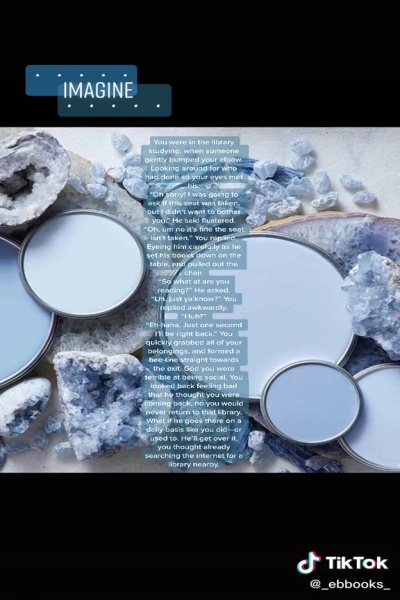 IMAGINE
You were in the library
studying, when someone
gently bumped your elbow.
Looking around for who
had done so your eyes met
his.
"Oh sorry! I was going to
ask if this seat was taken,
but I didn't want to bother
you." He said flustered.
"Oh, um no it's fine the seat
isn't taken." You replied.
Eyeing him carefully as he
set his books down on the
table, and pulled out the
chair.
"So what at are you
reading?" He asked.
"Uh, just ya'know?" You
replied awkwardly.
"Huh?"
"Eh-haha. Just one second
I'll be right back." You
quickly grabbed all of your
belongings, and formed a
bee-line straight towards
the exit. God you were
terrible at being social. You
looked back feeling bad
that he thought you were
coming back, no you would
never return to that library.
What if he goes there on a
daily basis like you did—or
used to. He'll get over it,
you thought already
searching the internet for a
library nearby.
TikTok
@_ebbooks_